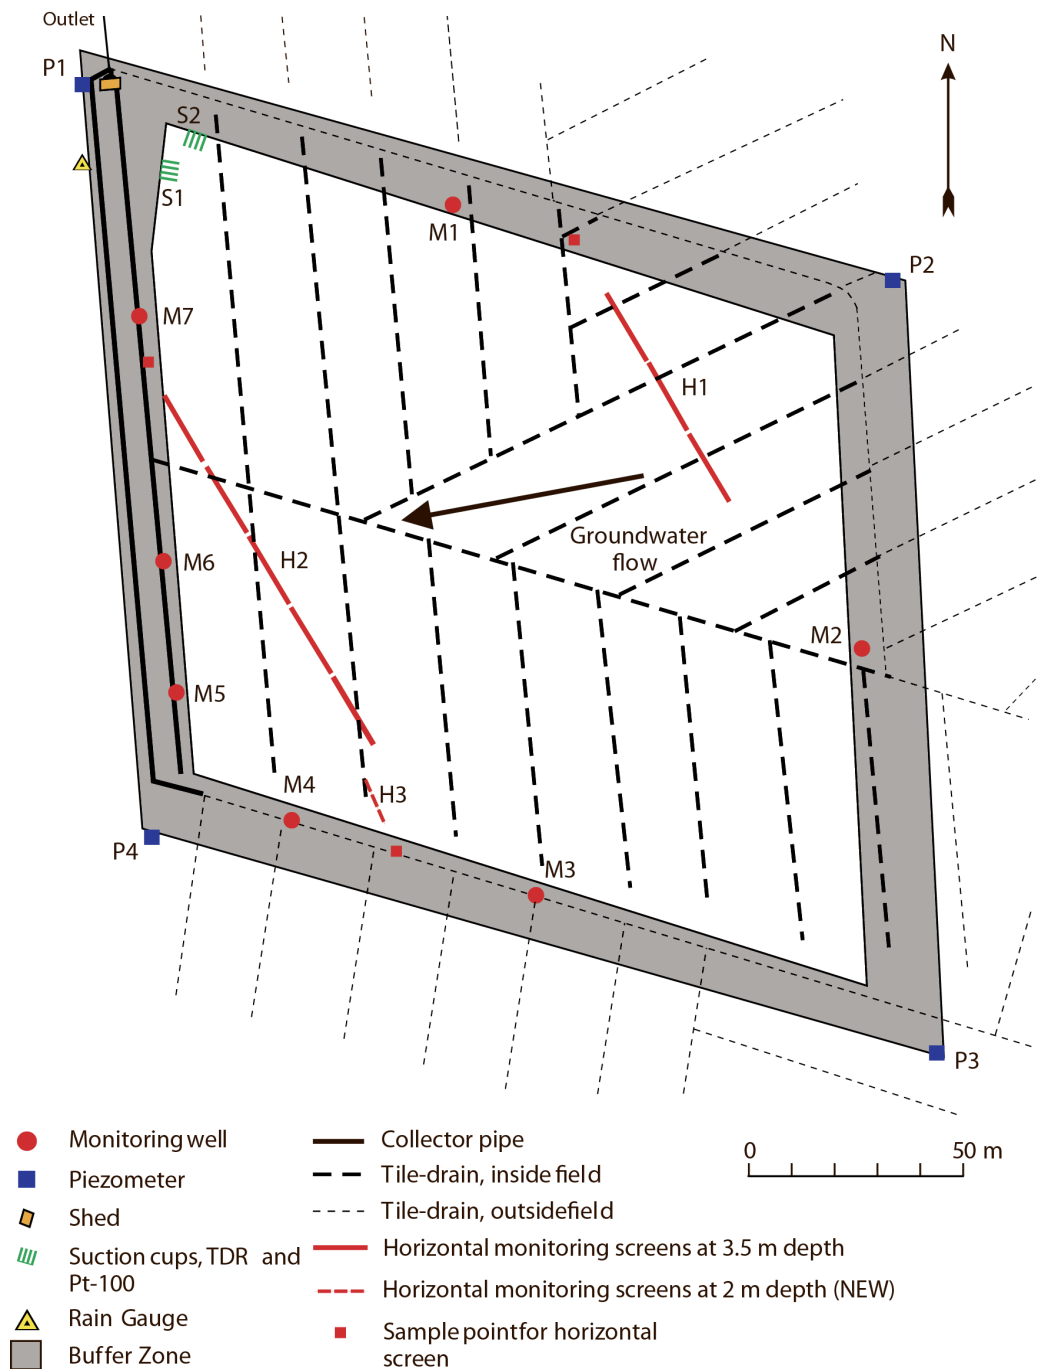 Outlet
N
P1
S2
S1
M1
P2
M7
H1
Groundwater
flow
H2
M6
M2
M5
M4
H3
M3
P4
P3
Monitoring well
Piezometer
Shed
Suction cups, TDR and
Pt-100
Rain Gauge
Buffer Zone
Collector pipe
Tile-drain, inside field
Tile-drain, outsidefield
Horizontal monitoring screens at 3.5 m depth
Horizontal monitoring screens at 2 m depth (NEW)
Sample pointfor horizontal
screen
0 50 m